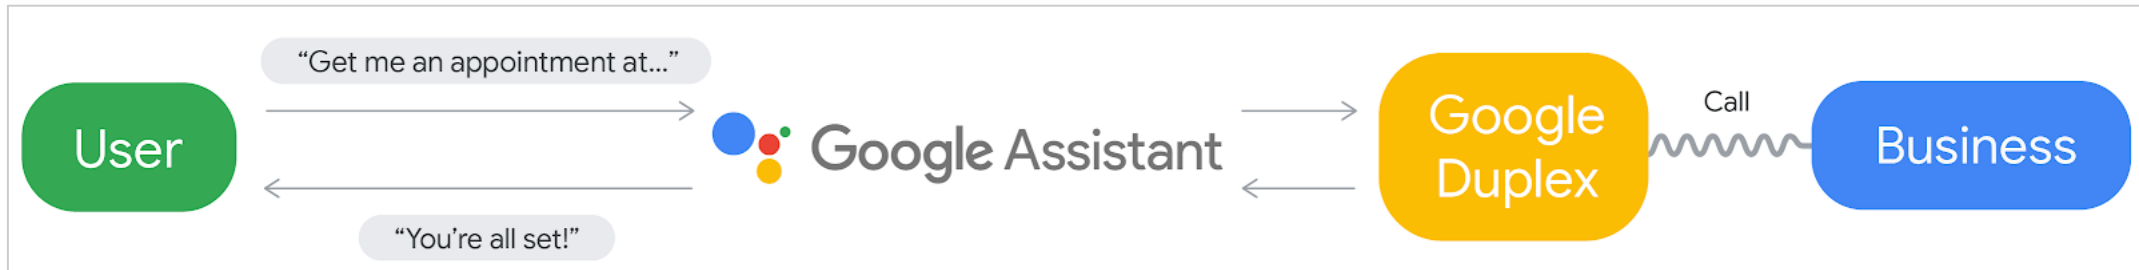 “Get me an appointment at...”
User
Google Assistant
“You’re all set!”
Google
Duplex
Call
Business